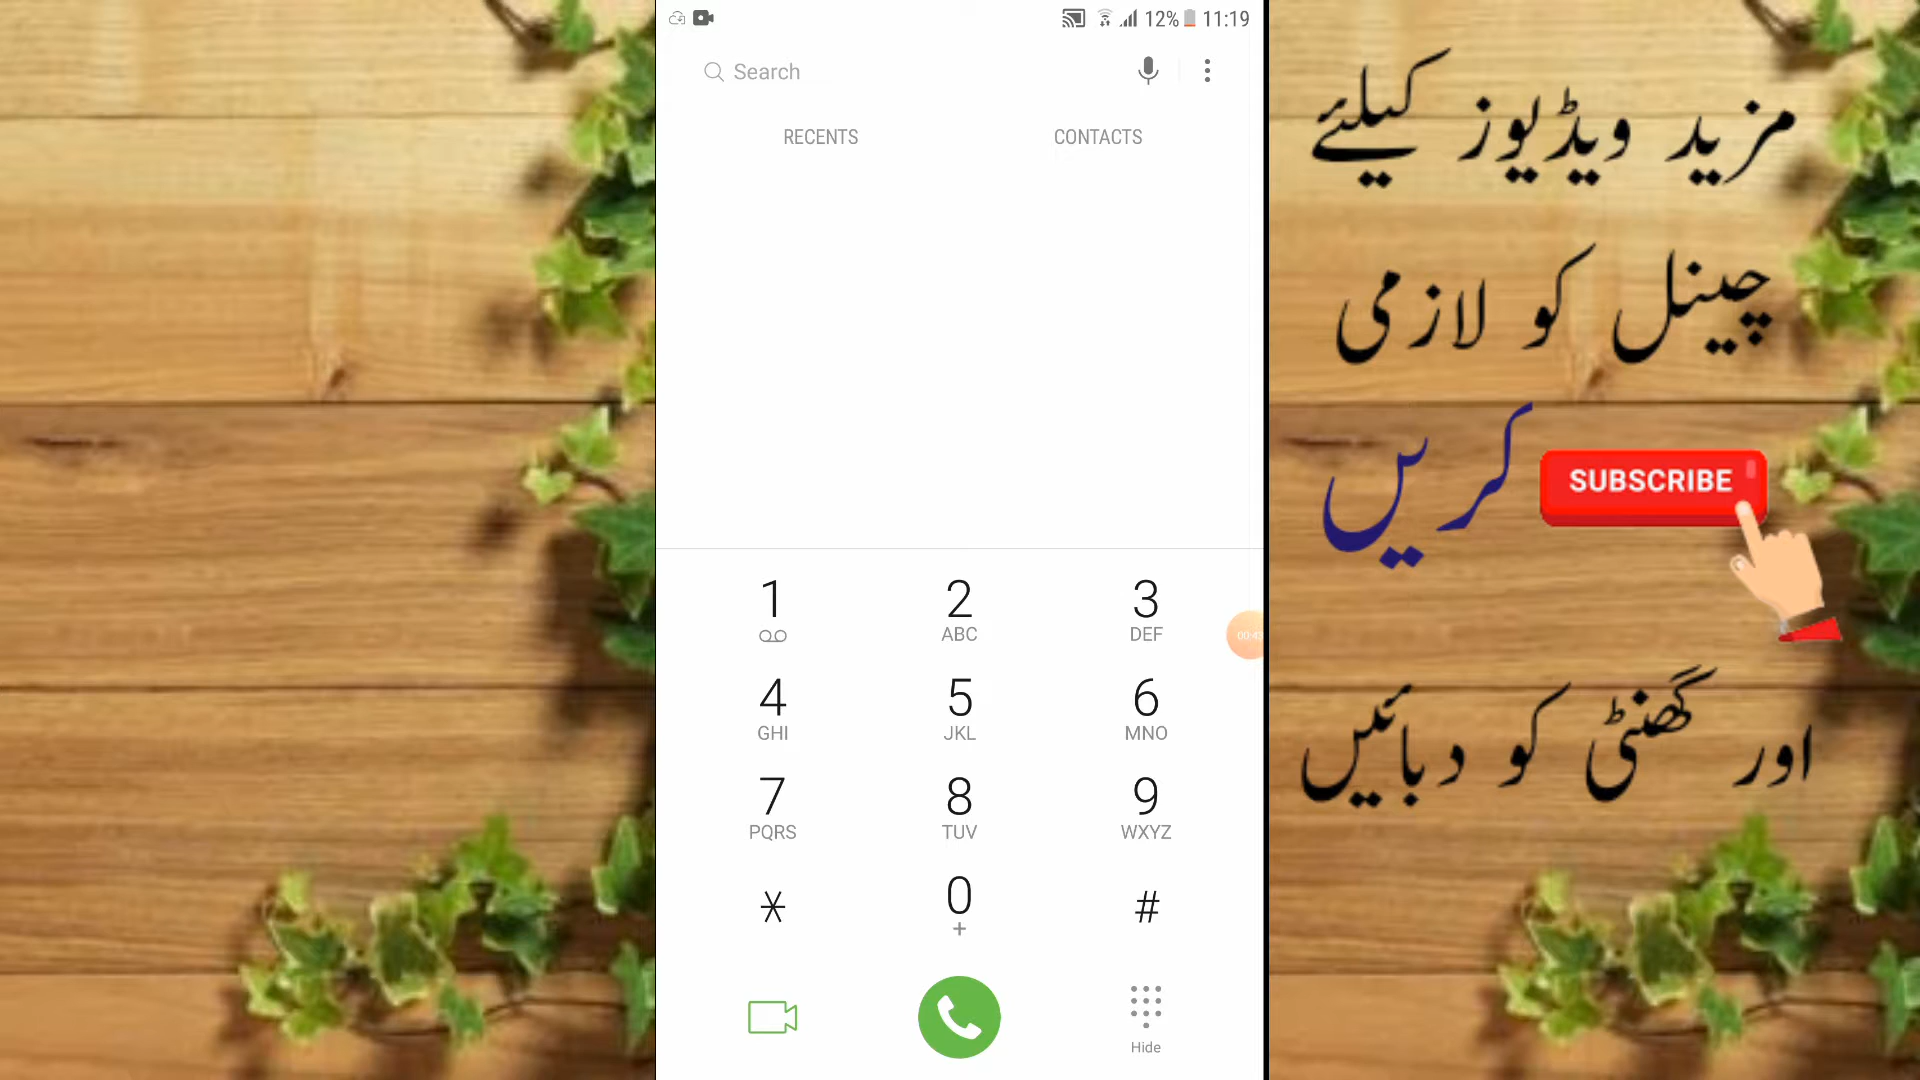 12% 11:19
Search
RECENTS CONTACTS
1 2 3
ABC DEF
4 5 6
GHI JKL MNO
7 8 9
PQRS TUV WXYZ
* 0 #
+
Hide
مزید ویڈیوز کیلئے
چینل کو لازمی
SUBSCRIBE کریں
اور گھنٹی کو دبائیں